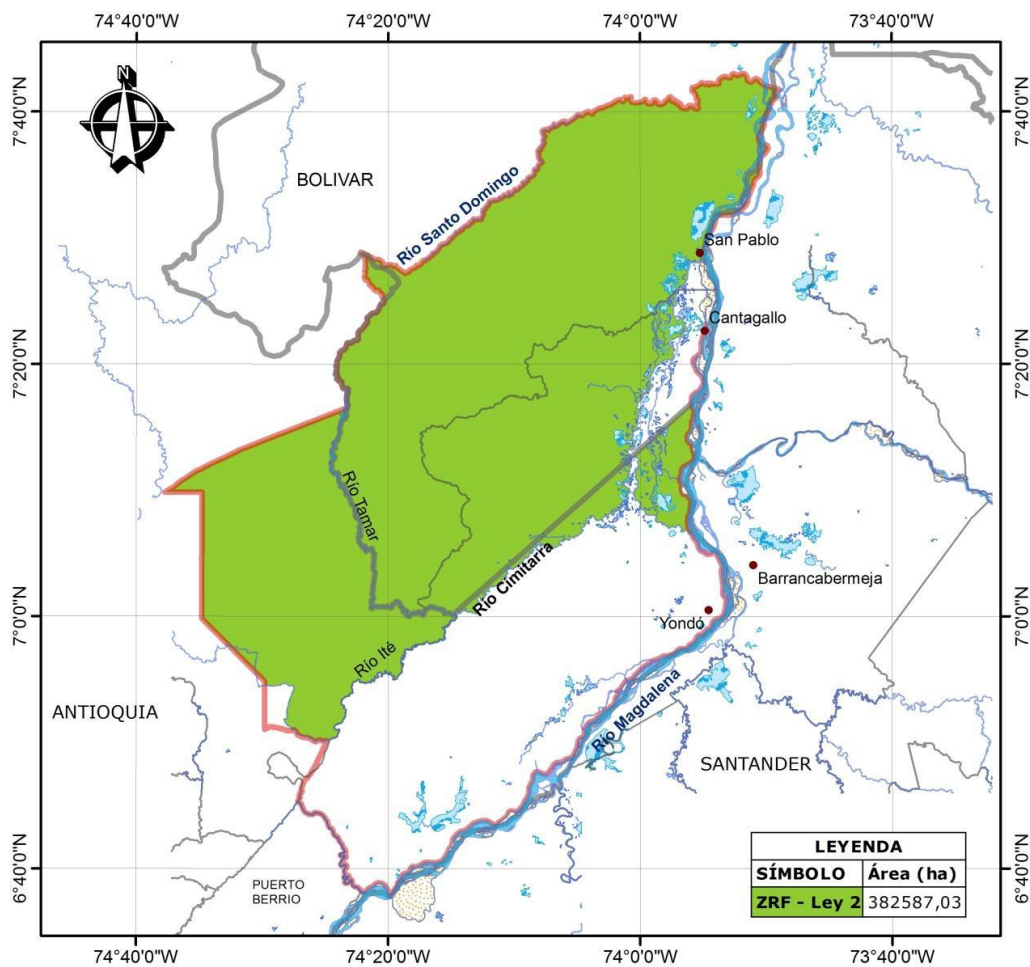 74°40'0"W 74°20'0"W 74°0'0"W 73°40'0"W
N
7°40'0"N 7°40'0"N
BOLIVAR
Río Santo Domingo
San Pablo
Cantagallo
7°20'0"N 7°20'0"N
Río Tamar
Río Cimitarra
Barrancabermeja
7°0'0"N 7°0'0"N
Yondó
Río Ité
ANTIOQUIA
Río Magdalena
SANTANDER
6°40'0"N 6°40'0"N
PUERTO
BERRIO
LEYENDA
SÍMBOLO Área (ha)
ZRF - Ley 2 382587,03
74°40'0"W 74°20'0"W 74°0'0"W 73°40'0"W